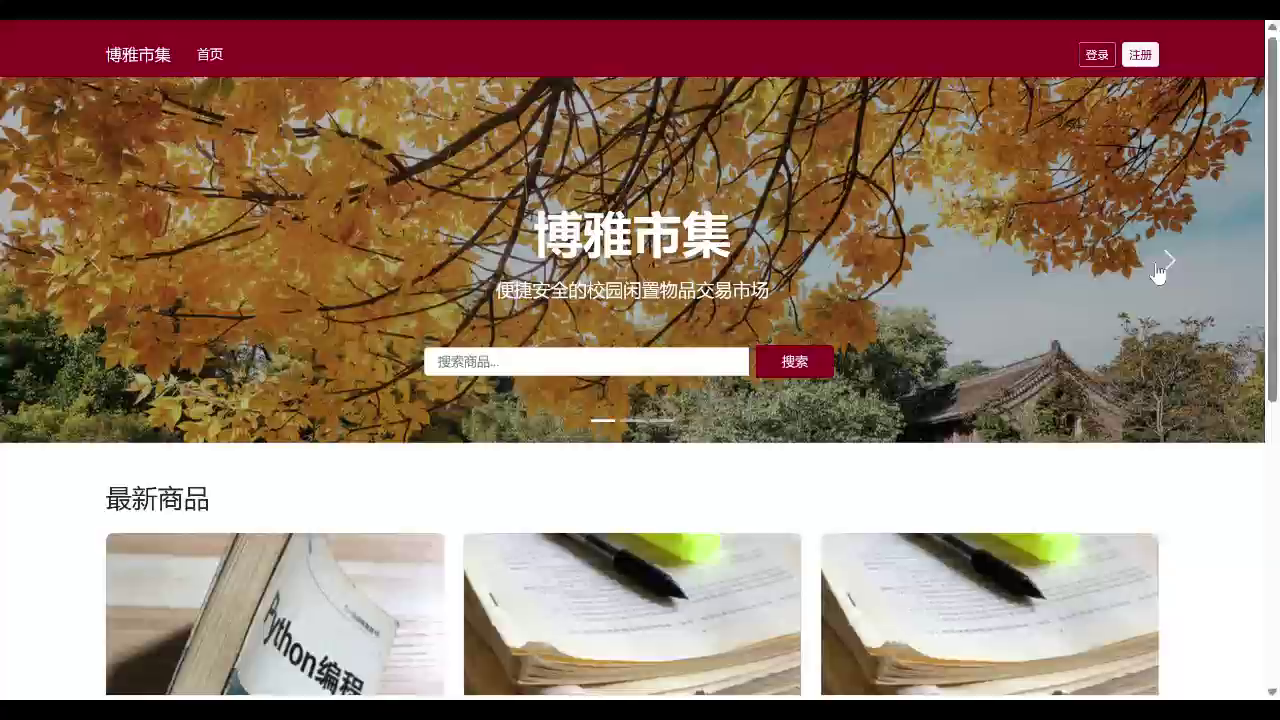 博雅市集 首页 登录 注册
博雅市集
便捷安全的校园闲置物品交易市场
搜索商品... 搜索
最新商品
Python编程